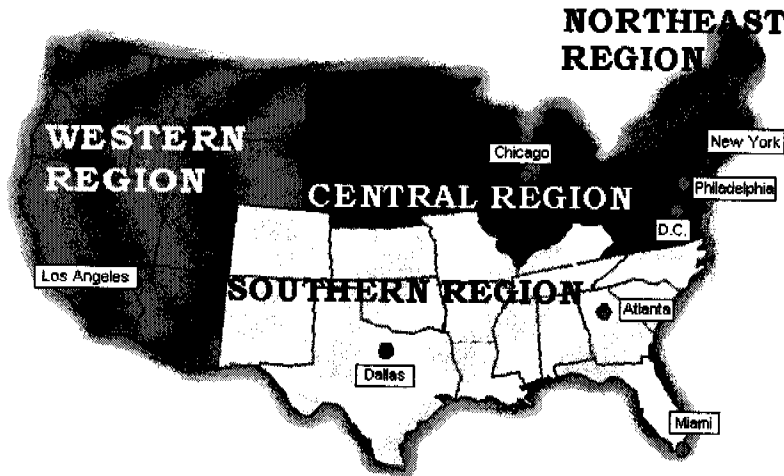 NORTHEAST
REGION
WESTERN
REGION
Chicago
New York
CENTRAL REGION
Philadelphia
D.C.
Los Angeles
SOUTHERN REGION
Atlanta
Dallas
Miami